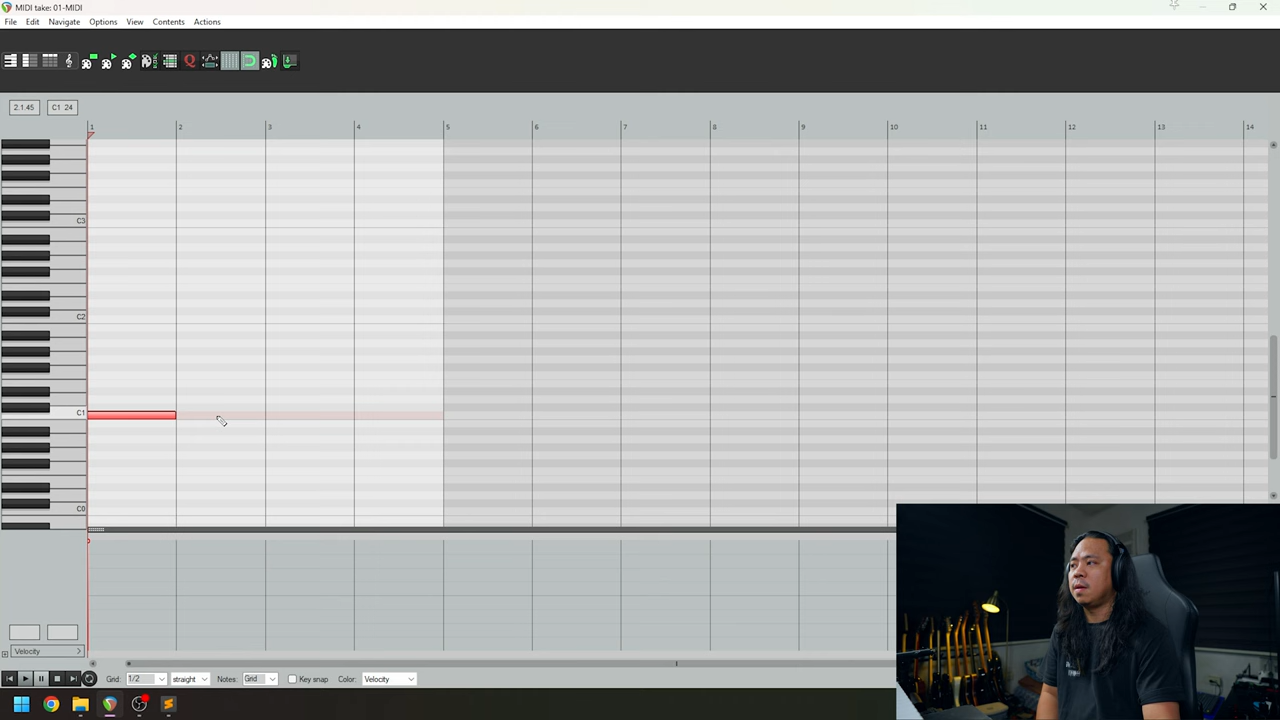 MIDI take: 01-MIDI
File Edit Navigate Options View Contents Actions
Q
2.1.45 C1 24
1 2 3 4 5 6 7 8 9 10 11 12 13 14
C3
C2
C1
C0
Velocity
Grid: 1/2 straight Notes: Grid Key snap Color: Velocity